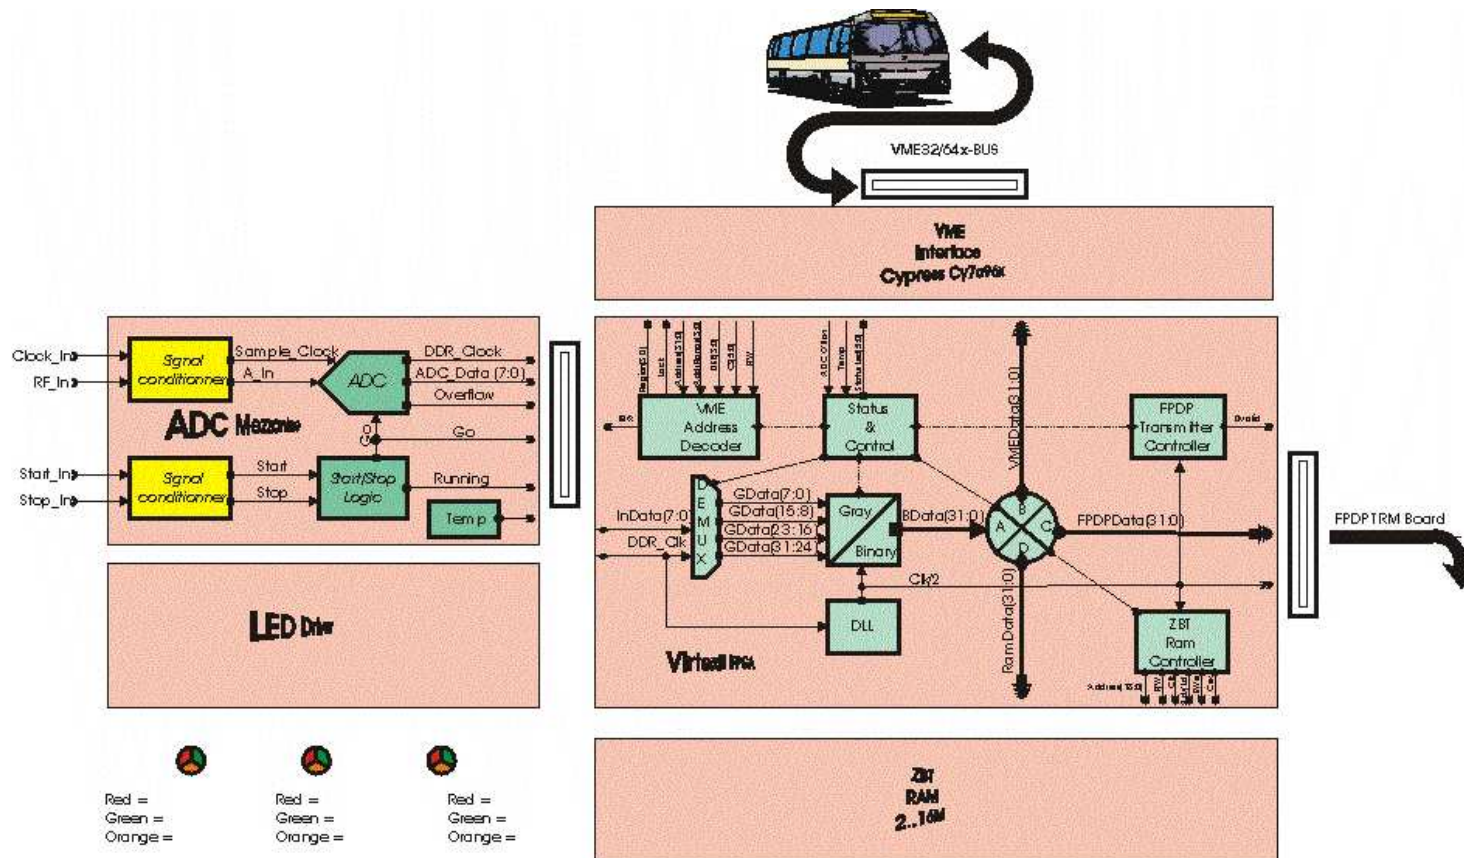 VME32/64x-BUS
VME
Interface
Cypress
Clock_In
RF_In
Signal
conditionner
Sample_Clock
A_In
ADC
DDR_Clock
ADC_Data (7:0)
Overflow
ADC Mezzanine
Go
Go
Start_In
Stop_In
Signal
conditionner
Start
Stop
Start/Stop
Logic
Running
Temp
LED Driver
Red =
Green =
Orange =
Red =
Green =
Orange =
Red =
Green =
Orange =
Temp
VME
Address
Decoder
Status
&
Control
FPDP
Transmitter
Controller
VMEData(31:0)
InData(7:0)
DDR_Clk
DEMUX
GData(7:0)
GData(15:8)
GData(23:16)
GData(31:24)
Gray
Binary
BData(31:0)
A
B
C
D
FPDPData(31:0)
FPDPTRM Board
Clk/2
DLL
RamData(31:0)
ZBT
Ram
Controller
ZBT
RAM
2...16M